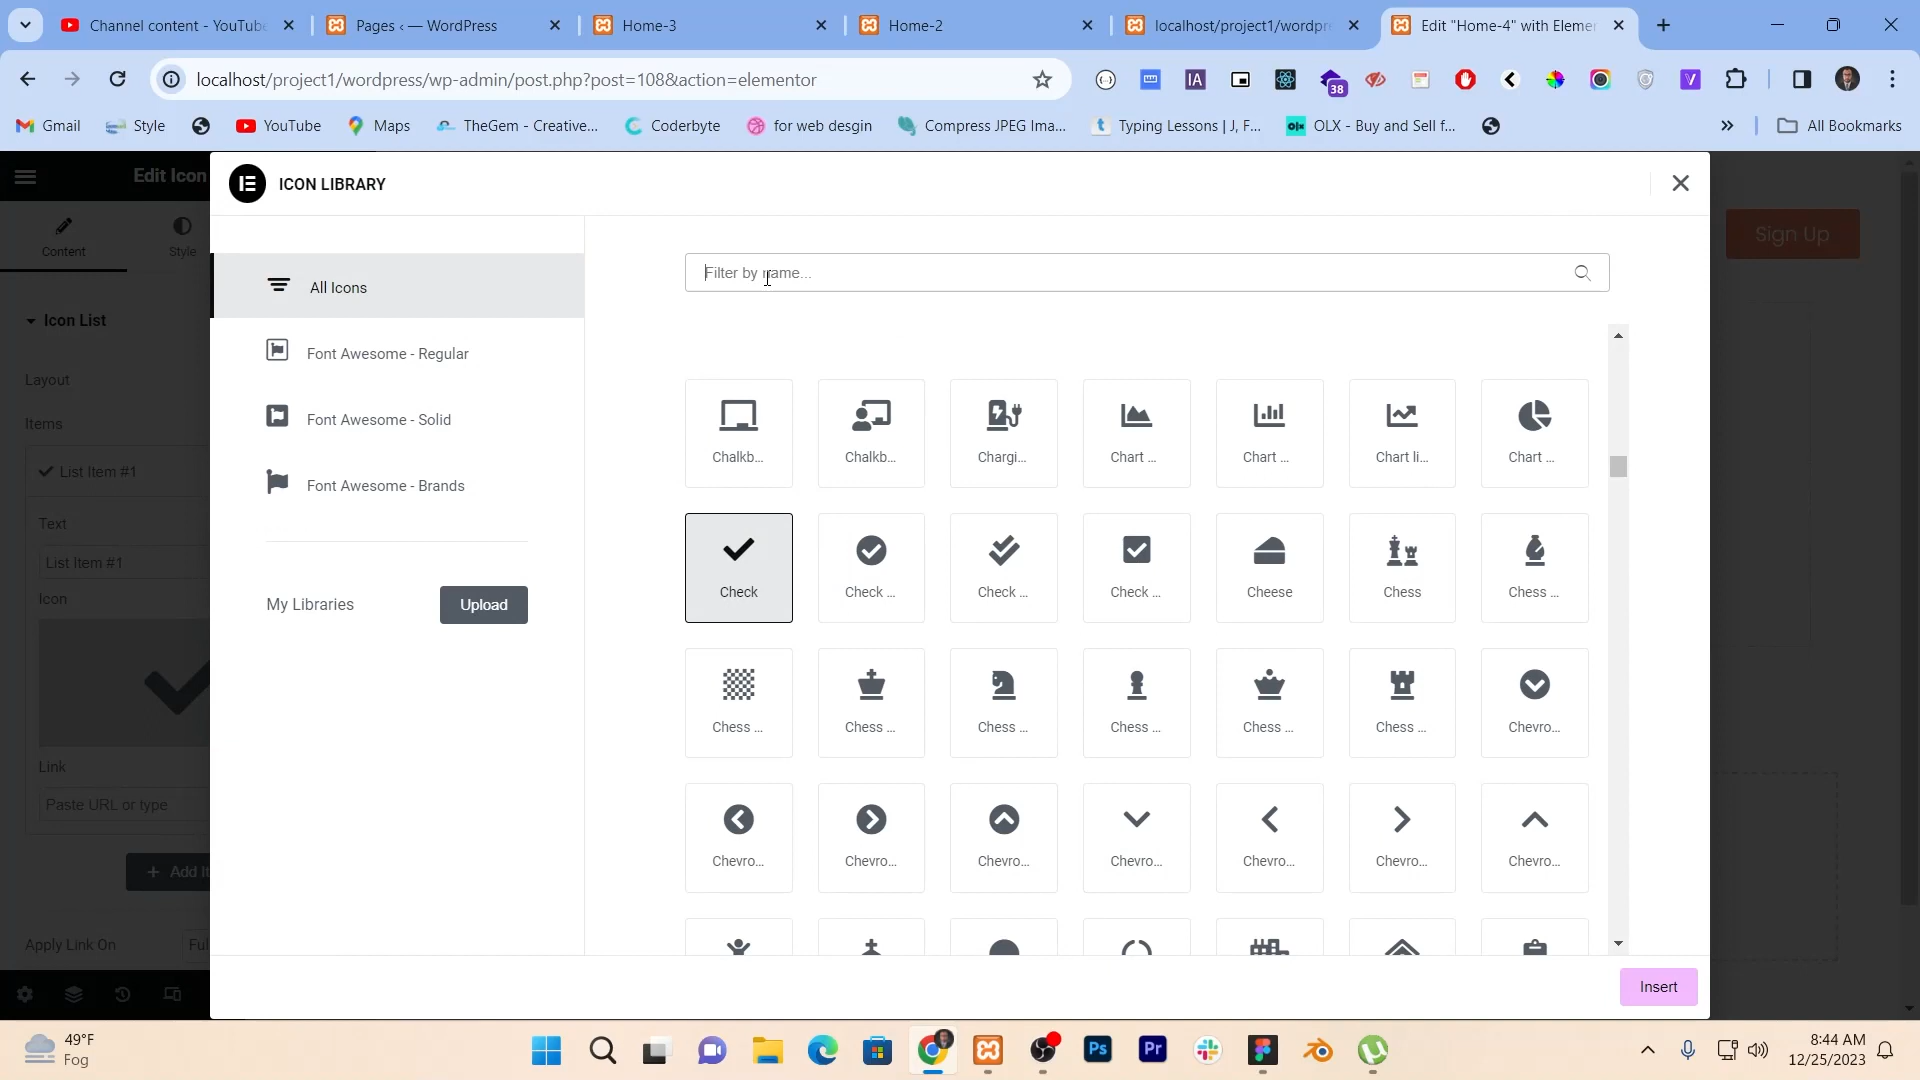 Channel content - YouTube
Pages ‹ — WordPress
Home-3
Home-2
localhost/project1/wordpr
Edit "Home-4" with Elemer
localhost/project1/wordpress/wp-admin/post.php?post=108&action=elementor
38
Gmail
Style
YouTube
Maps
TheGem - Creative...
Coderbyte
for web desgin
Compress JPEG Ima...
Typing Lessons | J, F...
OLX - Buy and Sell f...
All Bookmarks
Edit Icon
ICON LIBRARY
Content
Style
Sign Up
All Icons
Filter by name...
Icon List
Font Awesome - Regular
Layout
Items
Font Awesome - Solid
Chalkb...
Chalkb...
Chargi...
Chart ...
Chart ...
Chart li...
Chart ...
List Item #1
Font Awesome - Brands
Text
List Item #1
Icon
My Libraries
Upload
Check
Check ...
Check ...
Check ...
Cheese
Chess
Chess ...
Chess ...
Chess ...
Chess ...
Chess ...
Chess ...
Chess ...
Chevro...
Link
Paste URL or type
Chevro...
Chevro...
Chevro...
Chevro...
Chevro...
Chevro...
Chevro...
+ Add It
Apply Link On
Ful
Insert
49°F
Fog
Ps
Pr
8:44 AM
12/25/2023